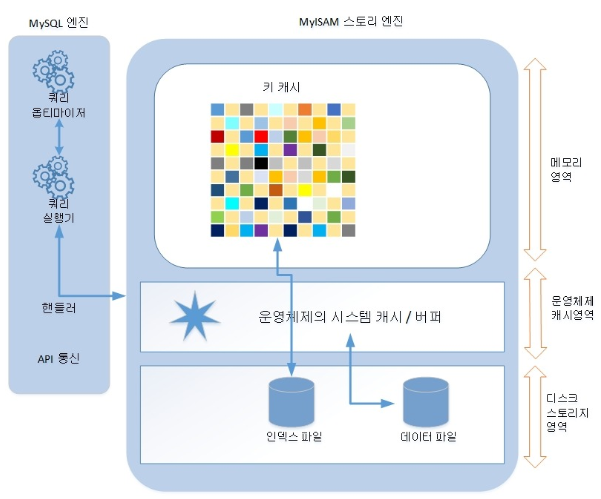 MySQL 엔진
MyISAM 스토리 엔진
쿼리
옵티마이저
쿼리
실행기
핸들러
API 통신
키 캐시
운영체제의 시스템 캐시 / 버퍼
인덱스 파일
데이터 파일
메모리
영역
운영체제
캐시영역
디스크
스토리지
영역